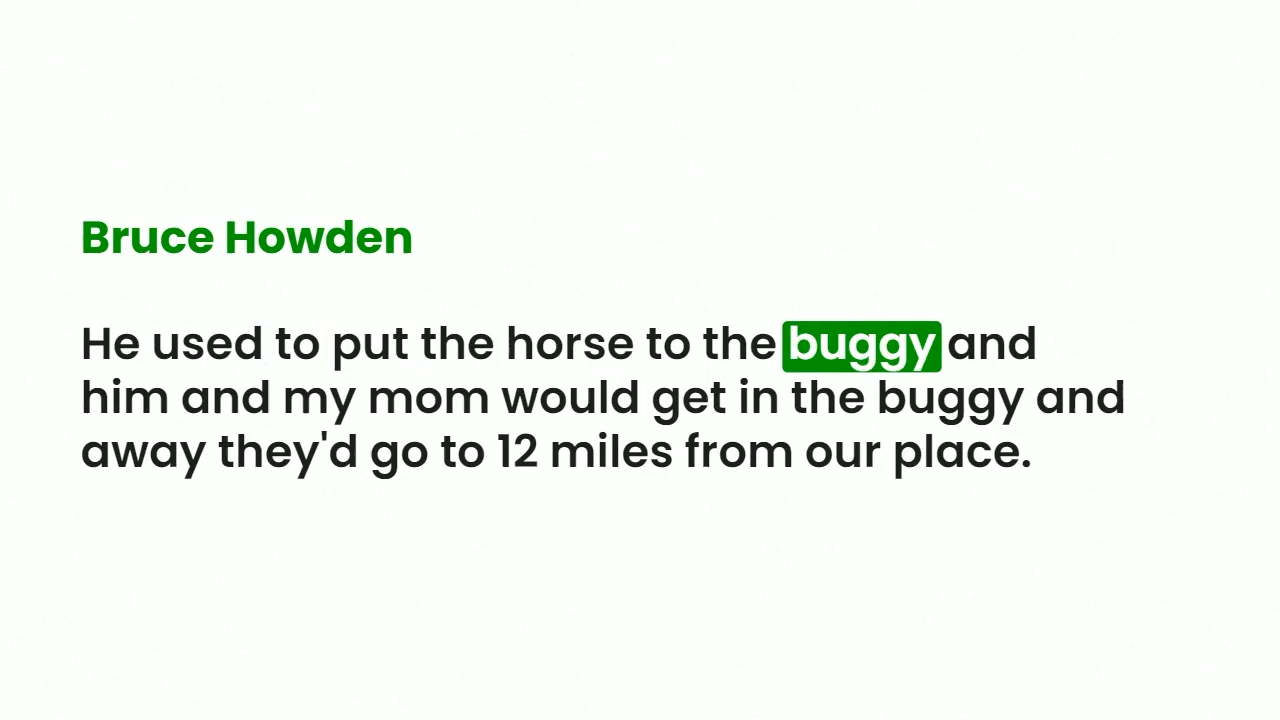 Bruce Howden
He used to put the horse to the buggy and
him and my mom would get in the buggy and
away they'd go to 12 miles from our place.